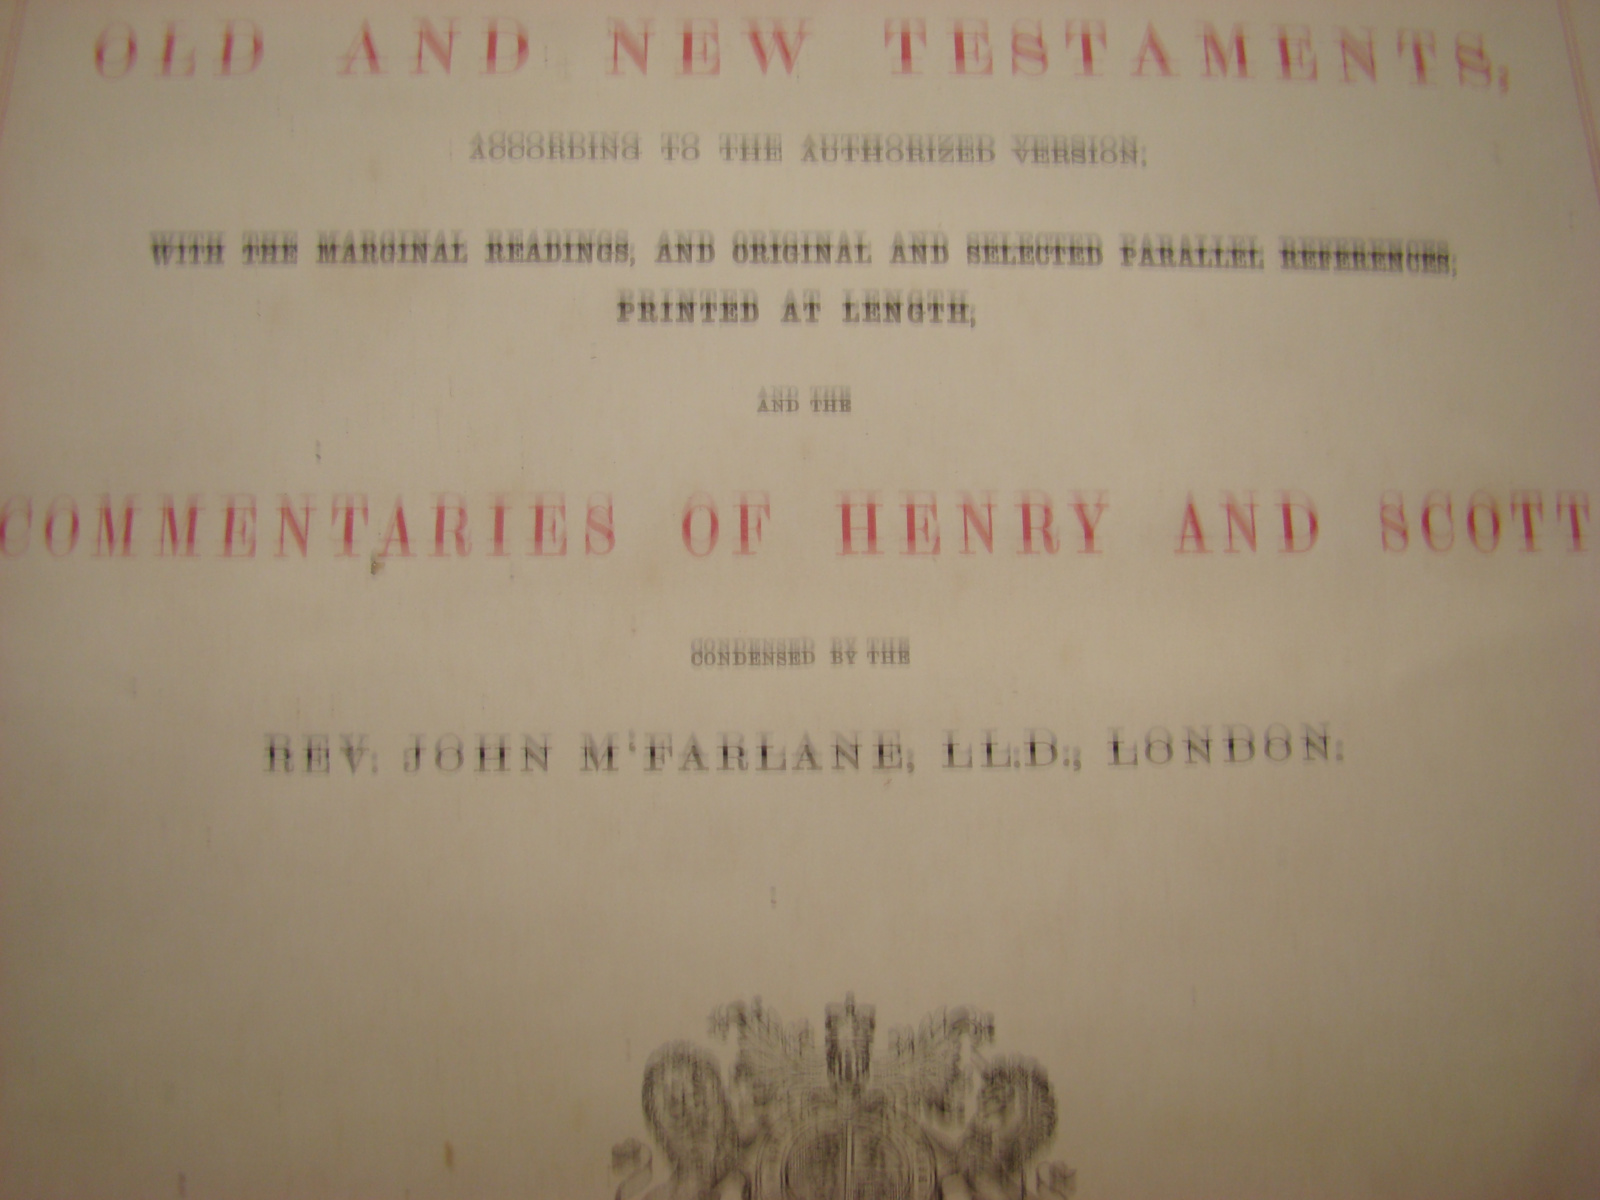 OLD AND NEW TESTAMENTS,
ACCORDING TO THE AUTHORIZED VERSION,
WITH THE MARGINAL READINGS, AND ORIGINAL AND SELECTED PARALLEL REFERENCES,
PRINTED AT LENGTH;
AND THE
COMMENTARIES OF HENRY AND SCOTT
CONDENSED BY THE
REV. JOHN M'FARLANE, LL.D., LONDON.